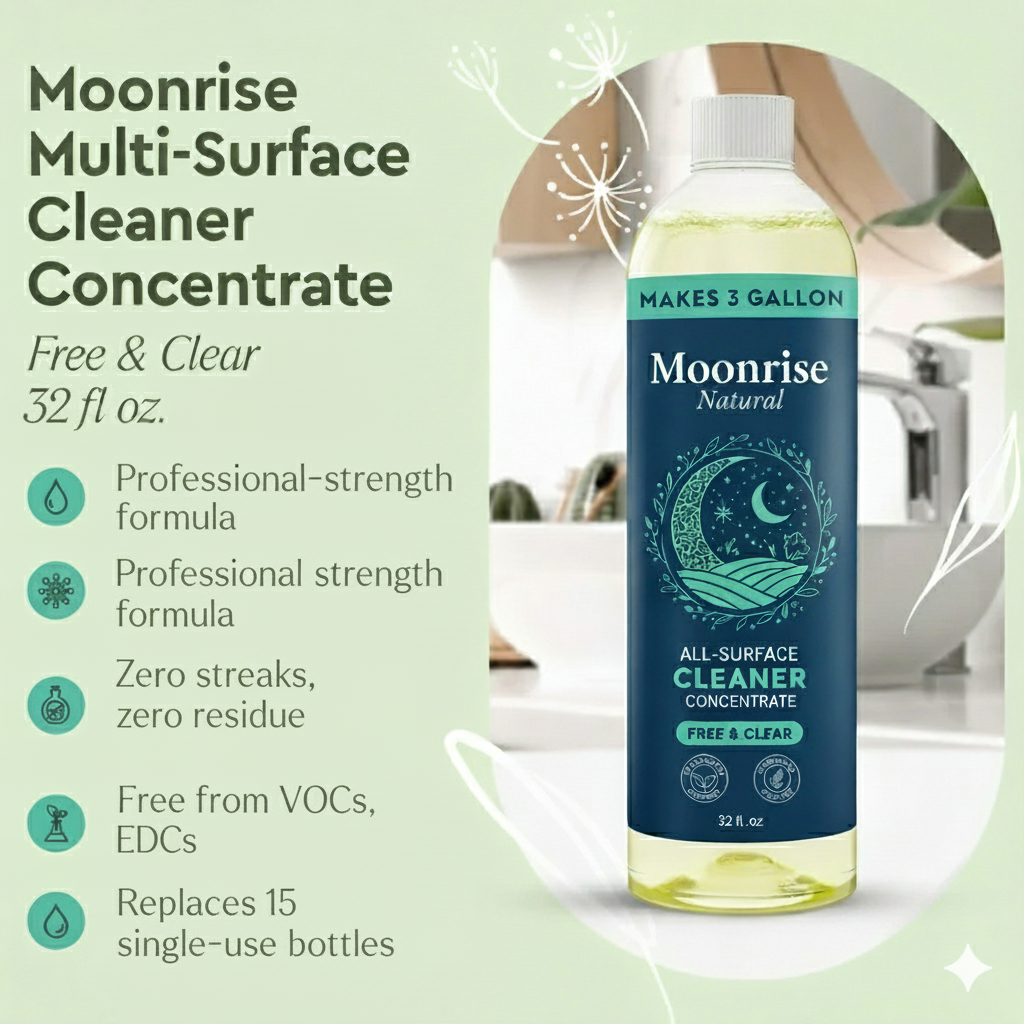 Moonrise
Multi-Surface
Cleaner
Concentrate
Free & Clear
32 fl oz.
Professional-strength
formula
Professional strength
formula
Zero streaks,
zero residue
Free from VOCs,
EDCs
Replaces 15
single-use bottles
MAKES 3 GALLON
Moonrise
Natural
ALL-SURFACE
CLEANER
CONCENTRATE
FREE & CLEAR
32 fl .oz